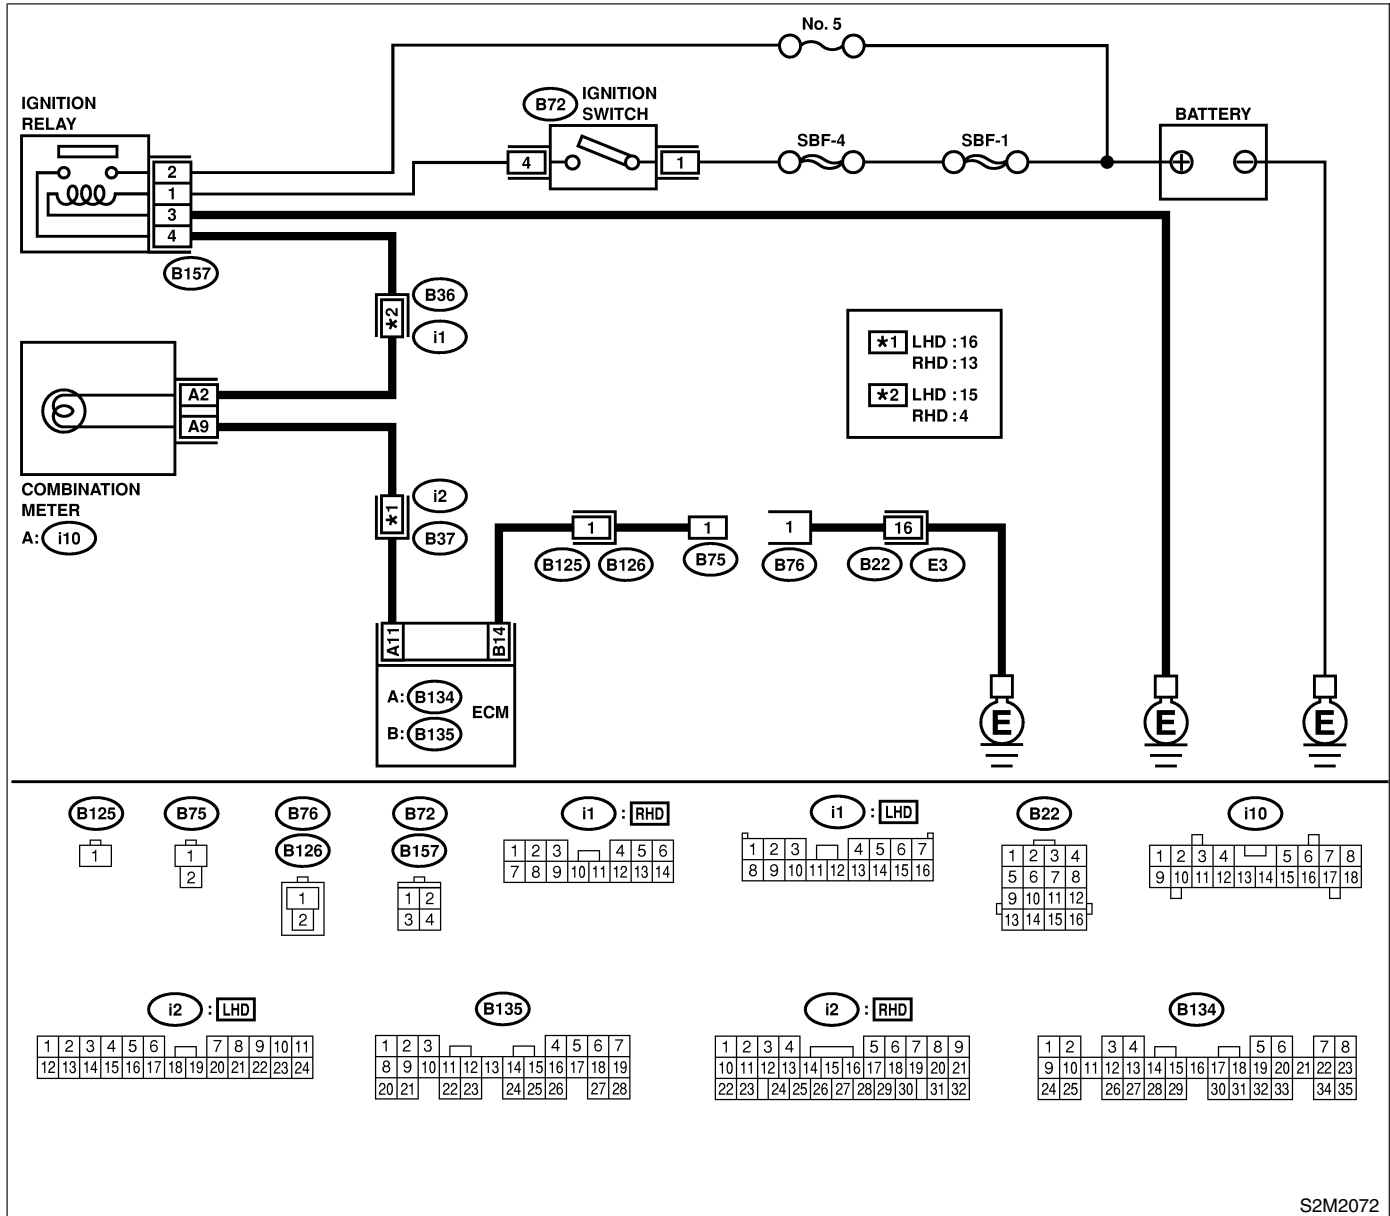 No. 5
IGNITION
RELAY
B72
IGNITION
SWITCH
BATTERY
SBF-4
SBF-1
4
1
2
1
3
4
B157
B36
*2
i1
*1 LHD : 16
RHD : 13
*2 LHD : 15
RHD : 4
A2
A9
COMBINATION
METER
A: i10
i2
*1
B37
1
1
1
16
B125 B126 B75 B76 B22 E3
A11 B14
A: B134
ECM
B: B135
E E E
B125 B75 B76 B72 i1 : RHD i1 : LHD B22 i10
B126 B157
1
1
2
1
2
1 2
3 4
1 2 3 4 5 6
7 8 9 10 11 12 13 14
1 2 3 4 5 6 7
8 9 10 11 12 13 14 15 16
1 2 3 4
5 6 7 8
9 10 11 12
13 14 15 16
1 2 3 4 5 6 7 8
9 10 11 12 13 14 15 16 17 18
i2 : LHD B135 i2 : RHD B134
1 2 3 4 5 6 7 8 9 10 11
12 13 14 15 16 17 18 19 20 21 22 23 24
1 2 3 4 5 6 7
8 9 10 11 12 13 14 15 16 17 18 19
20 21 22 23 24 25 26 27 28
1 2 3 4 5 6 7 8 9
10 11 12 13 14 15 16 17 18 19 20 21
22 23 24 25 26 27 28 29 30 31 32
1 2 3 4 5 6 7 8
9 10 11 12 13 14 15 16 17 18 19 20 21 22 23
24 25 26 27 28 29 30 31 32 33 34 35
S2M2072